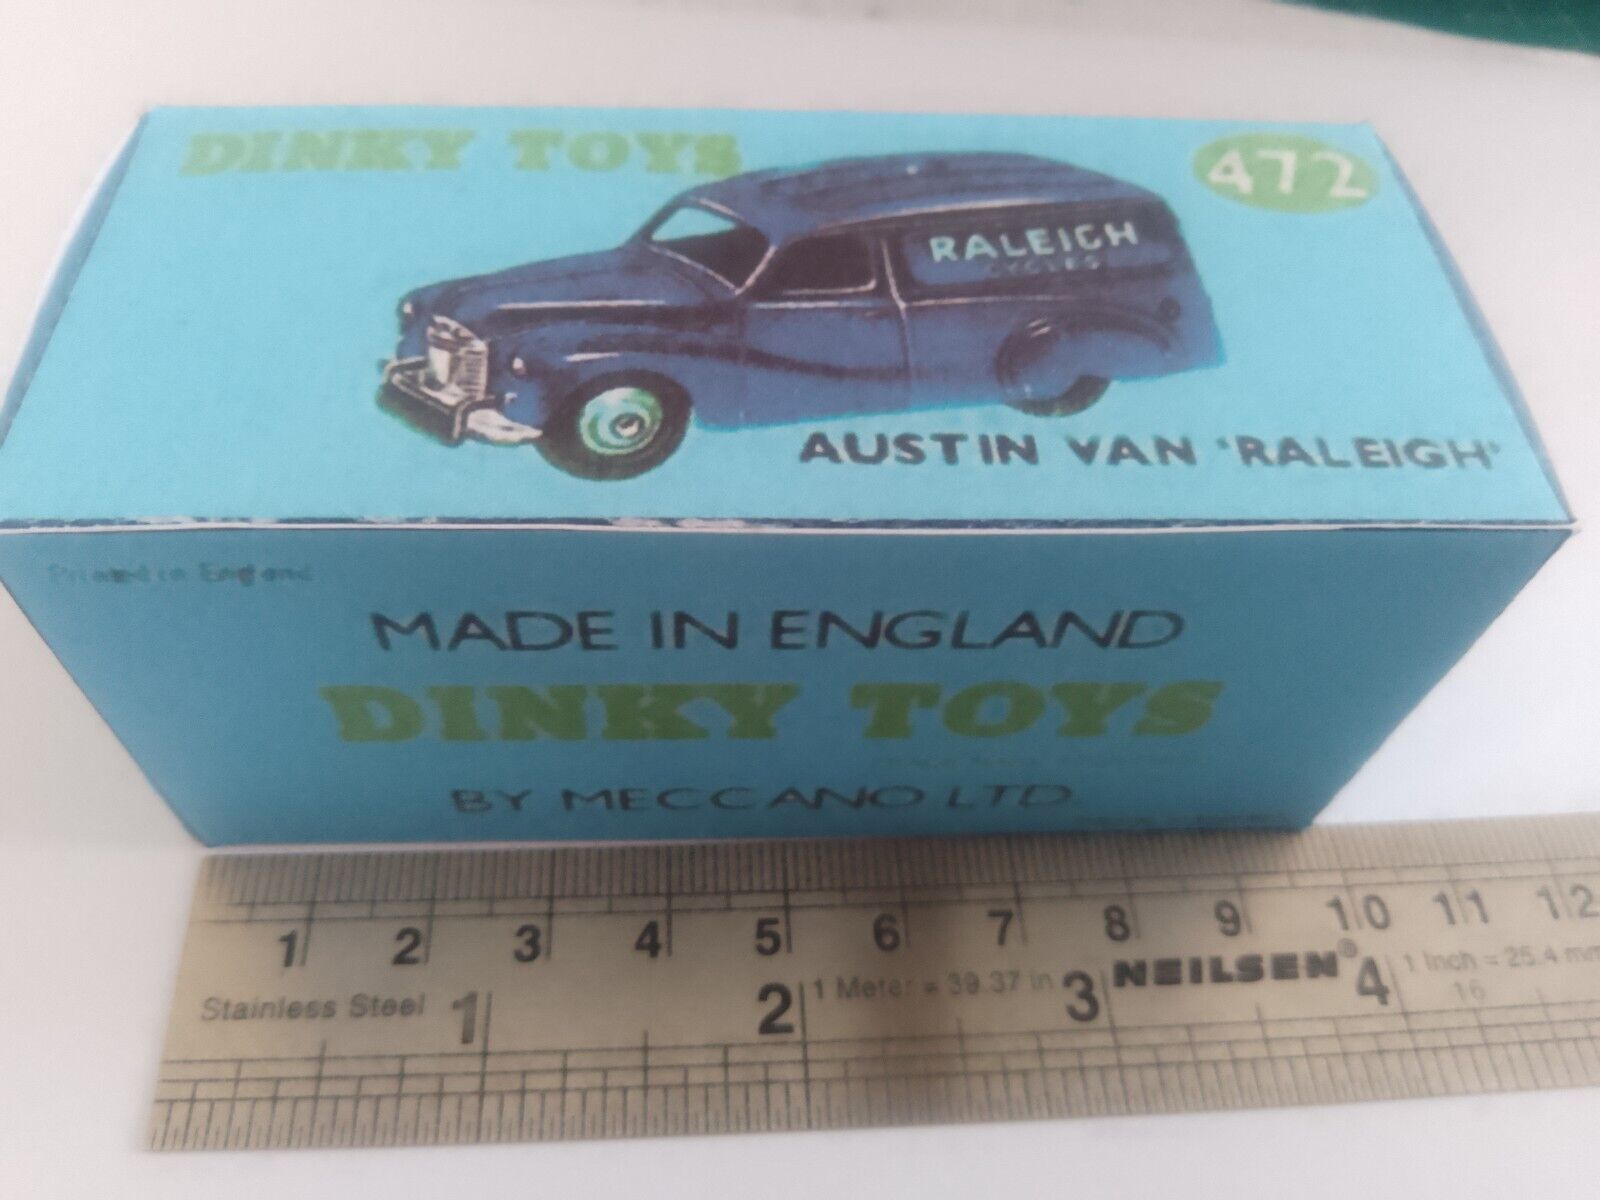 DINKY TOYS
472
RALEIGH
CYCLES
AUSTIN VAN 'RALEIGH'
Printed in England
MADE IN ENGLAND
DINKY TOYS
BY MECCANO LTD.
1 2 3 4 5 6 7 8 9 10 11 12
Stainless Steel 1 2 1 Meter = 39.37 in 3 NEILSEN® 4 1 Inch = 25.4 mm
16